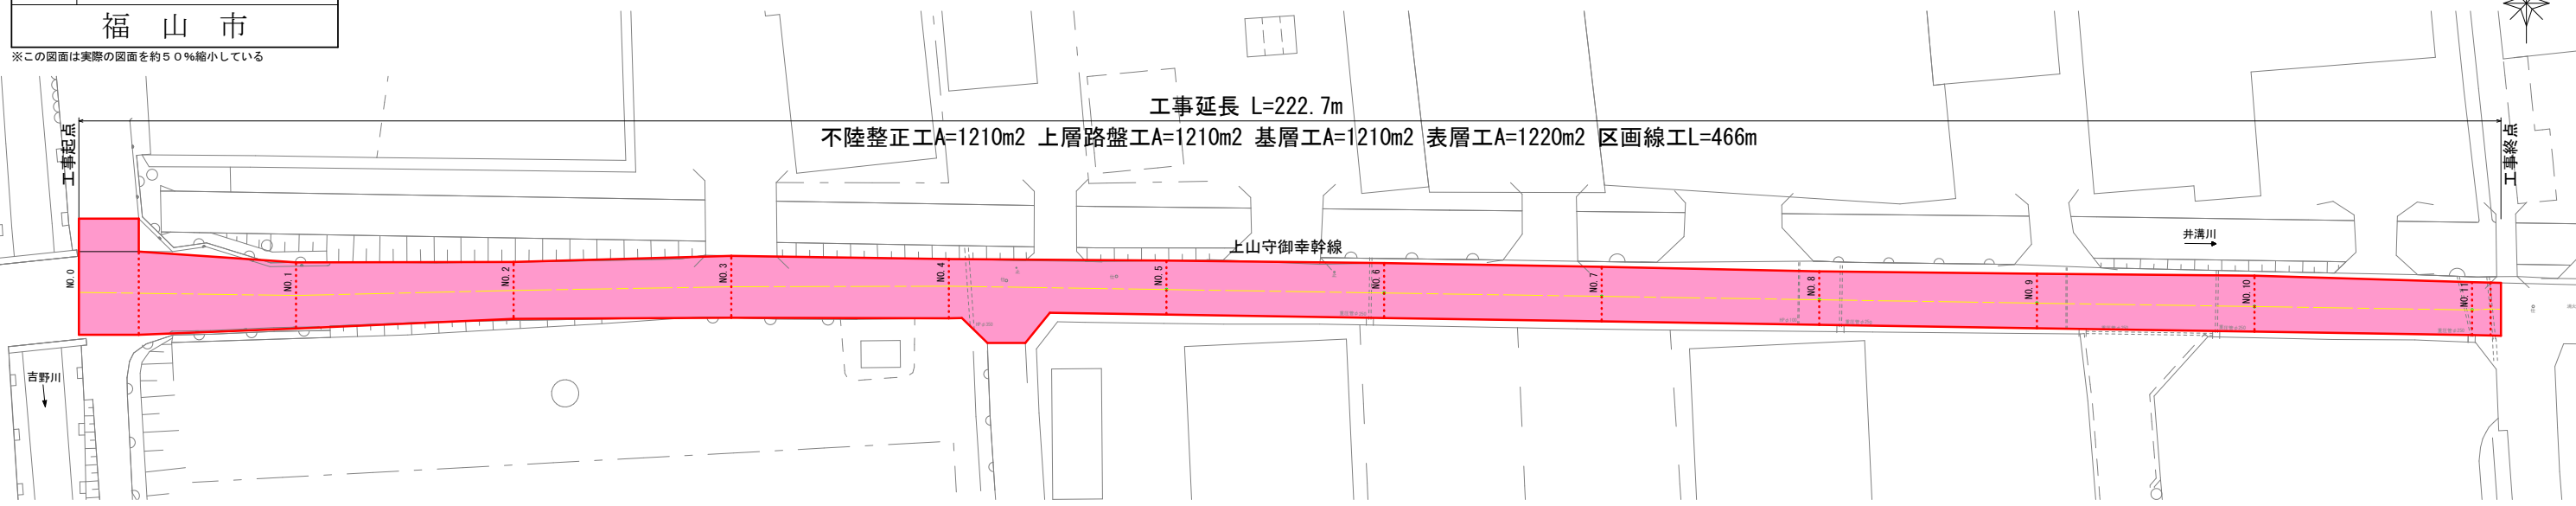 福 山 市
※この図面は実際の図面を約50%縮小している
工事延長 L=222.7m
不陸整正工A=1210m2 上層路盤工A=1210m2 基層工A=1210m2 表層工A=1220m2 区画線工L=466m
工事起点
工事終点
上山守御幸幹線
井溝川
NO.0
NO.1
NO.2
NO.3
NO.4
NO.5
NO.6
NO.7
NO.8
NO.9
NO.10
NO.11
吉野川